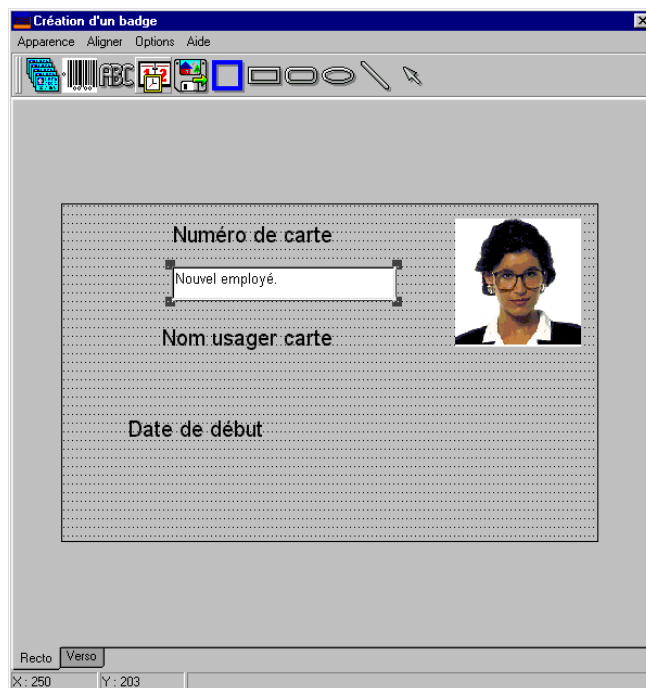 Création d'un badge
Apparence Aligner Options Aide
ABC
Numéro de carte
Nouvel employé.
Nom usager carte
Date de début
Recto Verso
X : 250 Y : 203